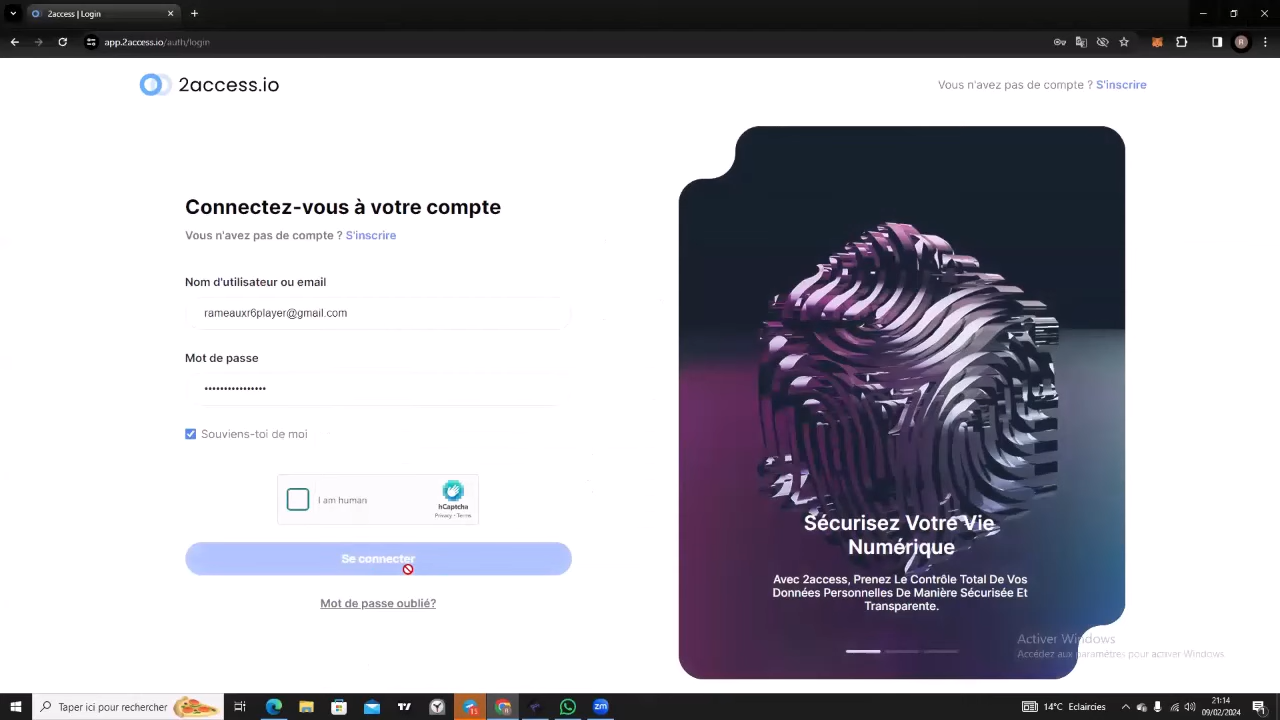 2access | Login
app.2access.io/auth/login
R
2access.io
Vous n'avez pas de compte ? S'inscrire
Connectez-vous à votre compte
Vous n'avez pas de compte ? S'inscrire
Nom d'utilisateur ou email
rameauxr6player@gmail.com
Mot de passe
••••••••••••••••
Souviens-toi de moi
I am human
hCaptcha
Privacy - Terms
Se connecter
Mot de passe oublié?
Sécurisez Votre Vie
Numérique
Avec 2access, Prenez Le Contrôle Total De Vos
Données Personnelles De Manière Sécurisée Et
Transparente.
Activer Windows
Accédez aux paramètres pour activer Windows.
Taper ici pour rechercher
zm
14°C Eclaircies
21:14
09/02/2024